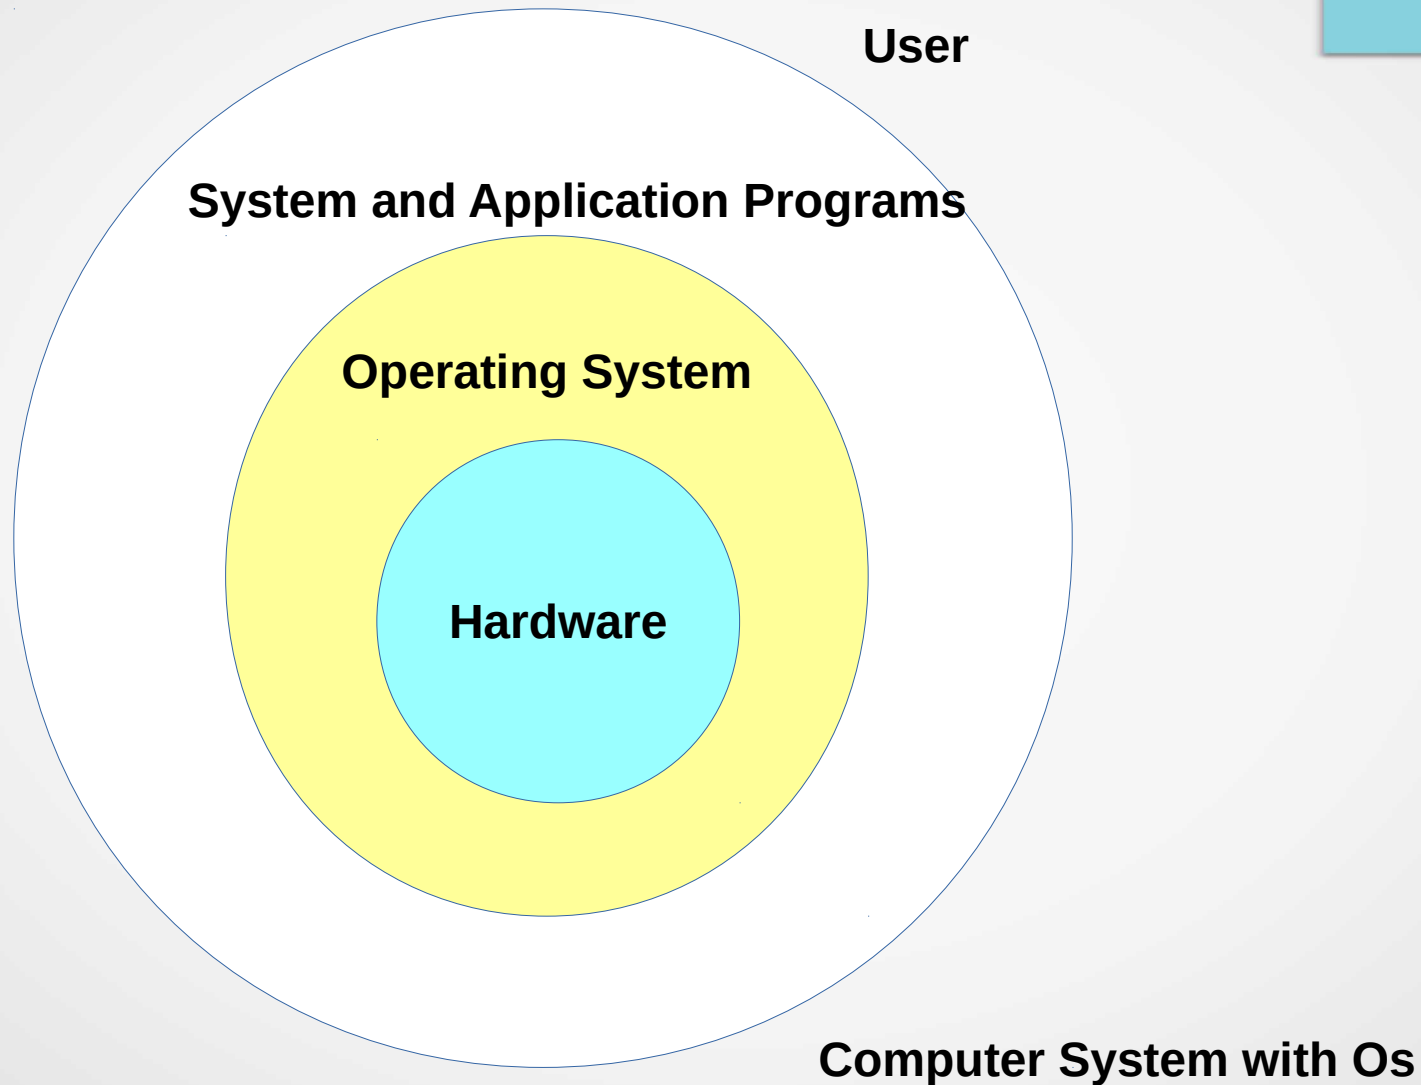 User
System and Application Programs
Operating System
Hardware
Computer System with Os